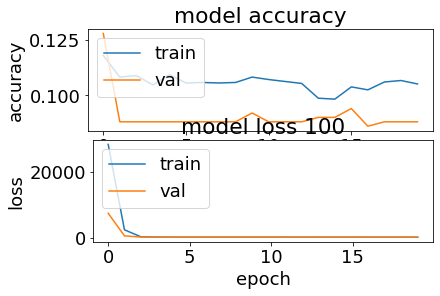 model accuracy
0.125
0.100
accuracy
train
val
model loss 100
20000
0
loss
train
val
0 5 10 15
epoch